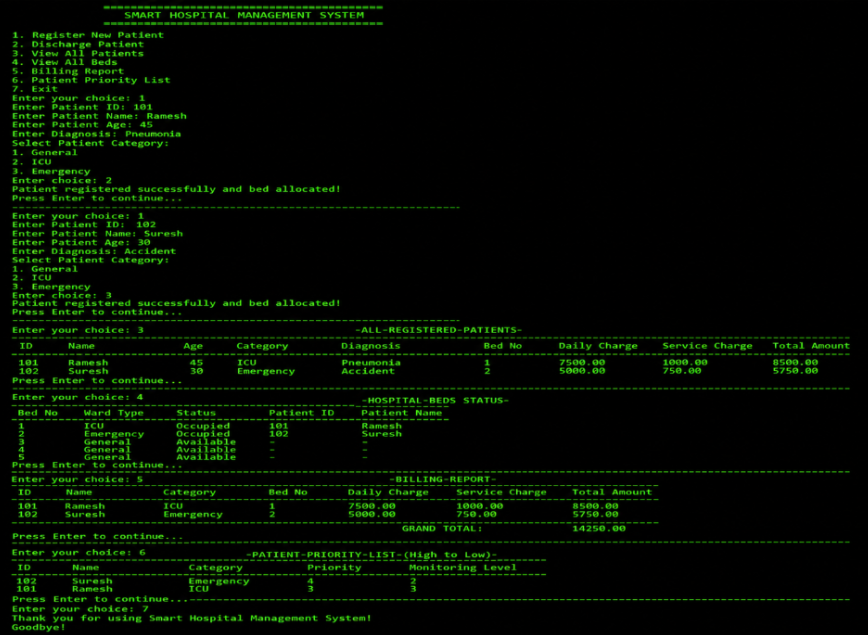 ==========================================
SMART HOSPITAL MANAGEMENT SYSTEM
==========================================
1. Register New Patient
2. Discharge Patient
3. View All Patients
4. View All Beds
5. Billing Report
6. Patient Priority List
7. Exit
Enter your choice: 1
Enter Patient ID: 101
Enter Patient Name: Ramesh
Enter Patient Age: 45
Enter Diagnosis: Pneumonia
Select Patient Category:
1. General
2. ICU
3. Emergency
Enter choice: 2
Patient registered successfully and bed allocated!
Press Enter to continue...
Enter your choice: 1
Enter Patient ID: 102
Enter Patient Name: Suresh
Enter Patient Age: 30
Enter Diagnosis: Accident
Select Patient Category:
1. General
2. ICU
3. Emergency
Enter choice: 3
Patient registered successfully and bed allocated!
Press Enter to continue...
Enter your choice: 3 -ALL-REGISTERED-PATIENTS-
ID Name Age Category Diagnosis Bed No Daily Charge Service Charge Total Amount
101 Ramesh 45 ICU Pneumonia 1 7500.00 1000.00 8500.00
102 Suresh 30 Emergency Accident 2 5000.00 750.00 5750.00
Press Enter to continue...
Enter your choice: 4 -HOSPITAL-BEDS STATUS-
Bed No Ward Type Status Patient ID Patient Name
1 ICU Occupied 101 Ramesh
2 Emergency Occupied 102 Suresh
3 General Available - -
4 General Available - -
5 General Available - -
Press Enter to continue...
Enter your choice: 5 -BILLING-REPORT-
ID Name Category Bed No Daily Charge Service Charge Total Amount
101 Ramesh ICU 1 7500.00 1000.00 8500.00
102 Suresh Emergency 2 5000.00 750.00 5750.00
GRAND TOTAL: 14250.00
Press Enter to continue...
Enter your choice: 6 -PATIENT-PRIORITY-LIST-(High to Low)-
ID Name Category Priority Monitoring Level
102 Suresh Emergency 4 2
101 Ramesh ICU 3 3
Press Enter to continue...
Enter your choice: 7
Thank you for using Smart Hospital Management System!
Goodbye!